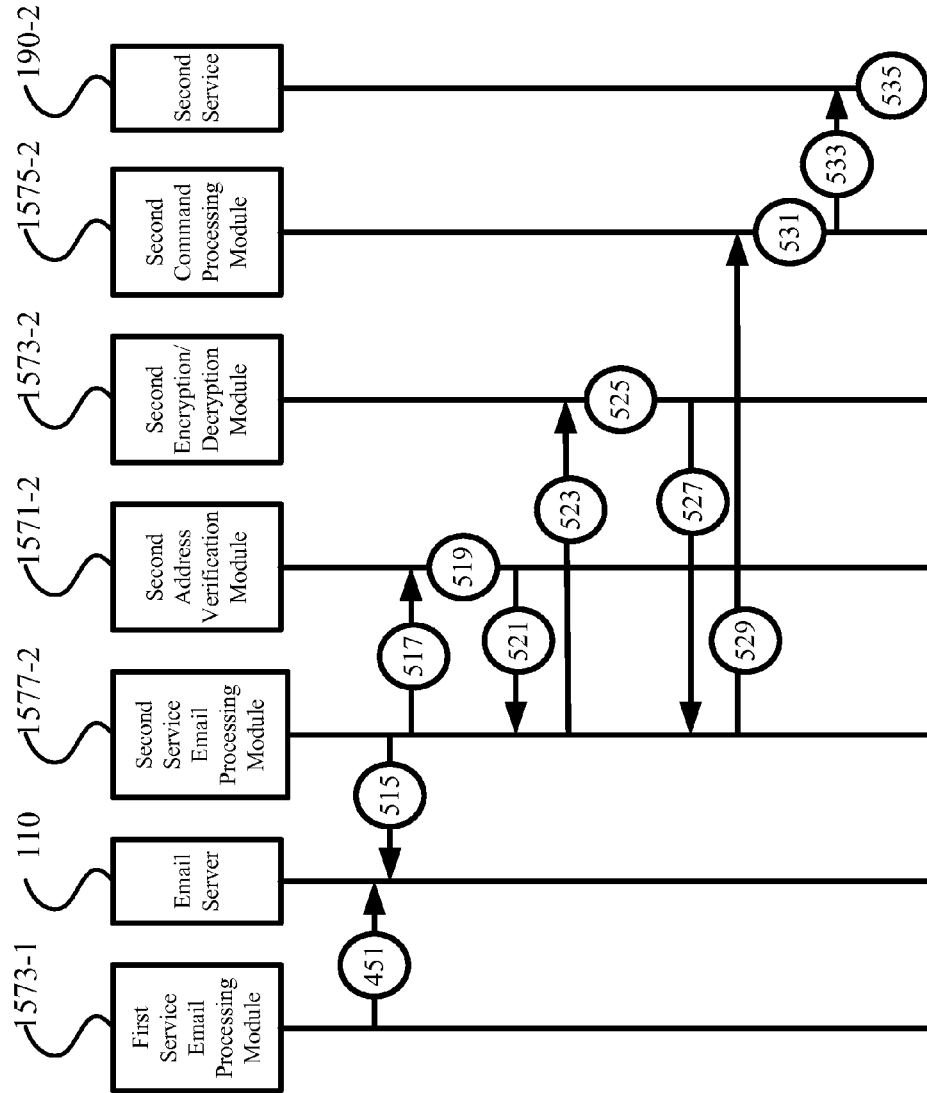 1573-1
110
1577-2
1571-2
1573-2
1575-2
190-2
First
Service
Email
Processing
Module
Email
Server
Second
Service
Email
Processing
Module
Second
Address
Verification
Module
Second
Encryption/
Decryption
Module
Second
Command
Processing
Module
Second
Service
451
515
517
519
521
523
525
527
529
531
533
535